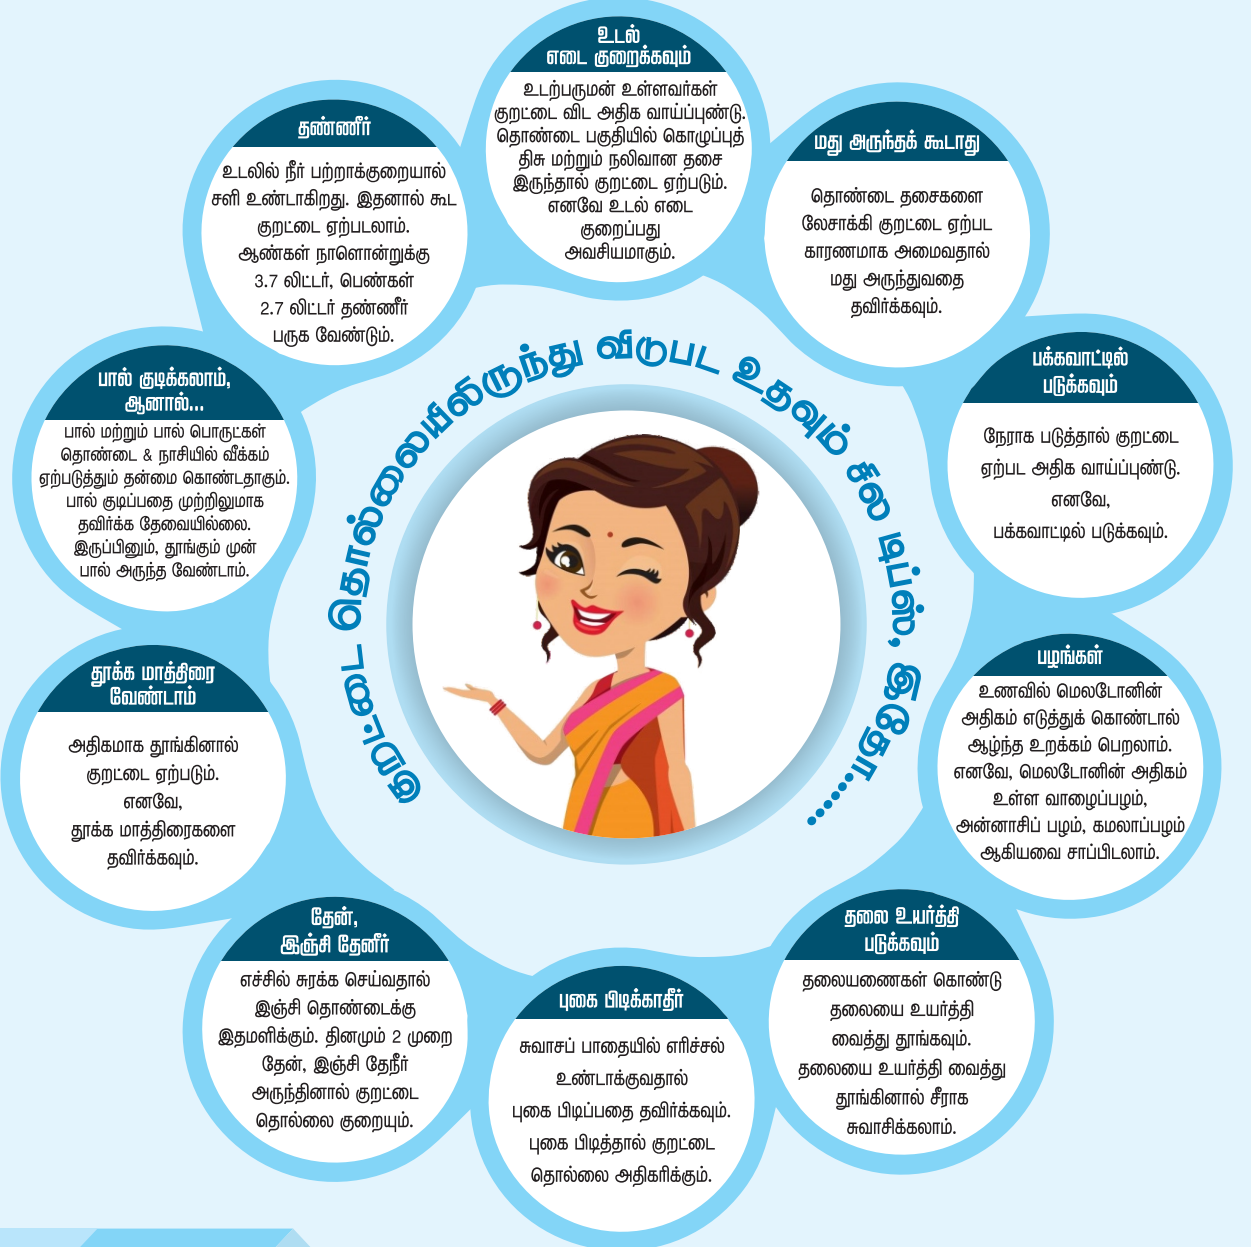 குறட்டை தொல்லையிலிருந்து விடுபட உதவும் சில டிப்ஸ், இதோ......
உடல்
எடை குறைக்கவும்
உடற்பருமன் உள்ளவர்கள்
குறட்டை விட அதிக வாய்ப்புண்டு.
தொண்டை பகுதியில் கொழுப்புத்
திசு மற்றும் நலிவான தசை
இருந்தால் குறட்டை ஏற்படும்.
எனவே உடல் எடை
குறைப்பது
அவசியமாகும்.
மது அருந்தக் கூடாது
தொண்டை தசைகளை
லேசாக்கி குறட்டை ஏற்பட
காரணமாக அமைவதால்
மது அருந்துவதை
தவிர்க்கவும்.
பக்கவாட்டில்
படுக்கவும்
நேராக படுத்தால் குறட்டை
ஏற்பட அதிக வாய்ப்புண்டு.
எனவே,
பக்கவாட்டில் படுக்கவும்.
பழங்கள்
உணவில் மெலடோனின்
அதிகம் எடுத்துக் கொண்டால்
ஆழ்ந்த உறக்கம் பெறலாம்.
எனவே, மெலடோனின் அதிகம்
உள்ள வாழைப்பழம்,
அன்னாசிப் பழம், கமலாப்பழம்
ஆகியவை சாப்பிடலாம்.
தலை உயர்த்தி
படுக்கவும்
தலையணைகள் கொண்டு
தலையை உயர்த்தி
வைத்து தூங்கவும்.
தலையை உயர்த்தி வைத்து
தூங்கினால் சீராக
சுவாசிக்கலாம்.
புகை பிடிக்காதீர்
சுவாசப் பாதையில் எரிச்சல்
உண்டாக்குவதால்
புகை பிடிப்பதை தவிர்க்கவும்.
புகை பிடித்தால் குறட்டை
தொல்லை அதிகரிக்கும்.
தேன்,
இஞ்சி தேனீர்
எச்சில் சுரக்க செய்வதால்
இஞ்சி தொண்டைக்கு
இதமளிக்கும். தினமும் 2 முறை
தேன், இஞ்சி தேநீர்
அருந்தினால் குறட்டை
தொல்லை குறையும்.
தூக்க மாத்திரை
வேண்டாம்
அதிகமாக தூங்கினால்
குறட்டை ஏற்படும்.
எனவே,
தூக்க மாத்திரைகளை
தவிர்க்கவும்.
பால் குடிக்கலாம்,
ஆனால்...
பால் மற்றும் பால் பொருட்கள்
தொண்டை & நாசியில் வீக்கம்
ஏற்படுத்தும் தன்மை கொண்டதாகும்.
பால் குடிப்பதை முற்றிலுமாக
தவிர்க்க தேவையில்லை.
இருப்பினும், தூங்கும் முன்
பால் அருந்த வேண்டாம்.
தண்ணீர்
உடலில் நீர் பற்றாக்குறையால்
சளி உண்டாகிறது. இதனால் கூட
குறட்டை ஏற்படலாம்.
ஆண்கள் நாளொன்றுக்கு
3.7 லிட்டர், பெண்கள்
2.7 லிட்டர் தண்ணீர்
பருக வேண்டும்.